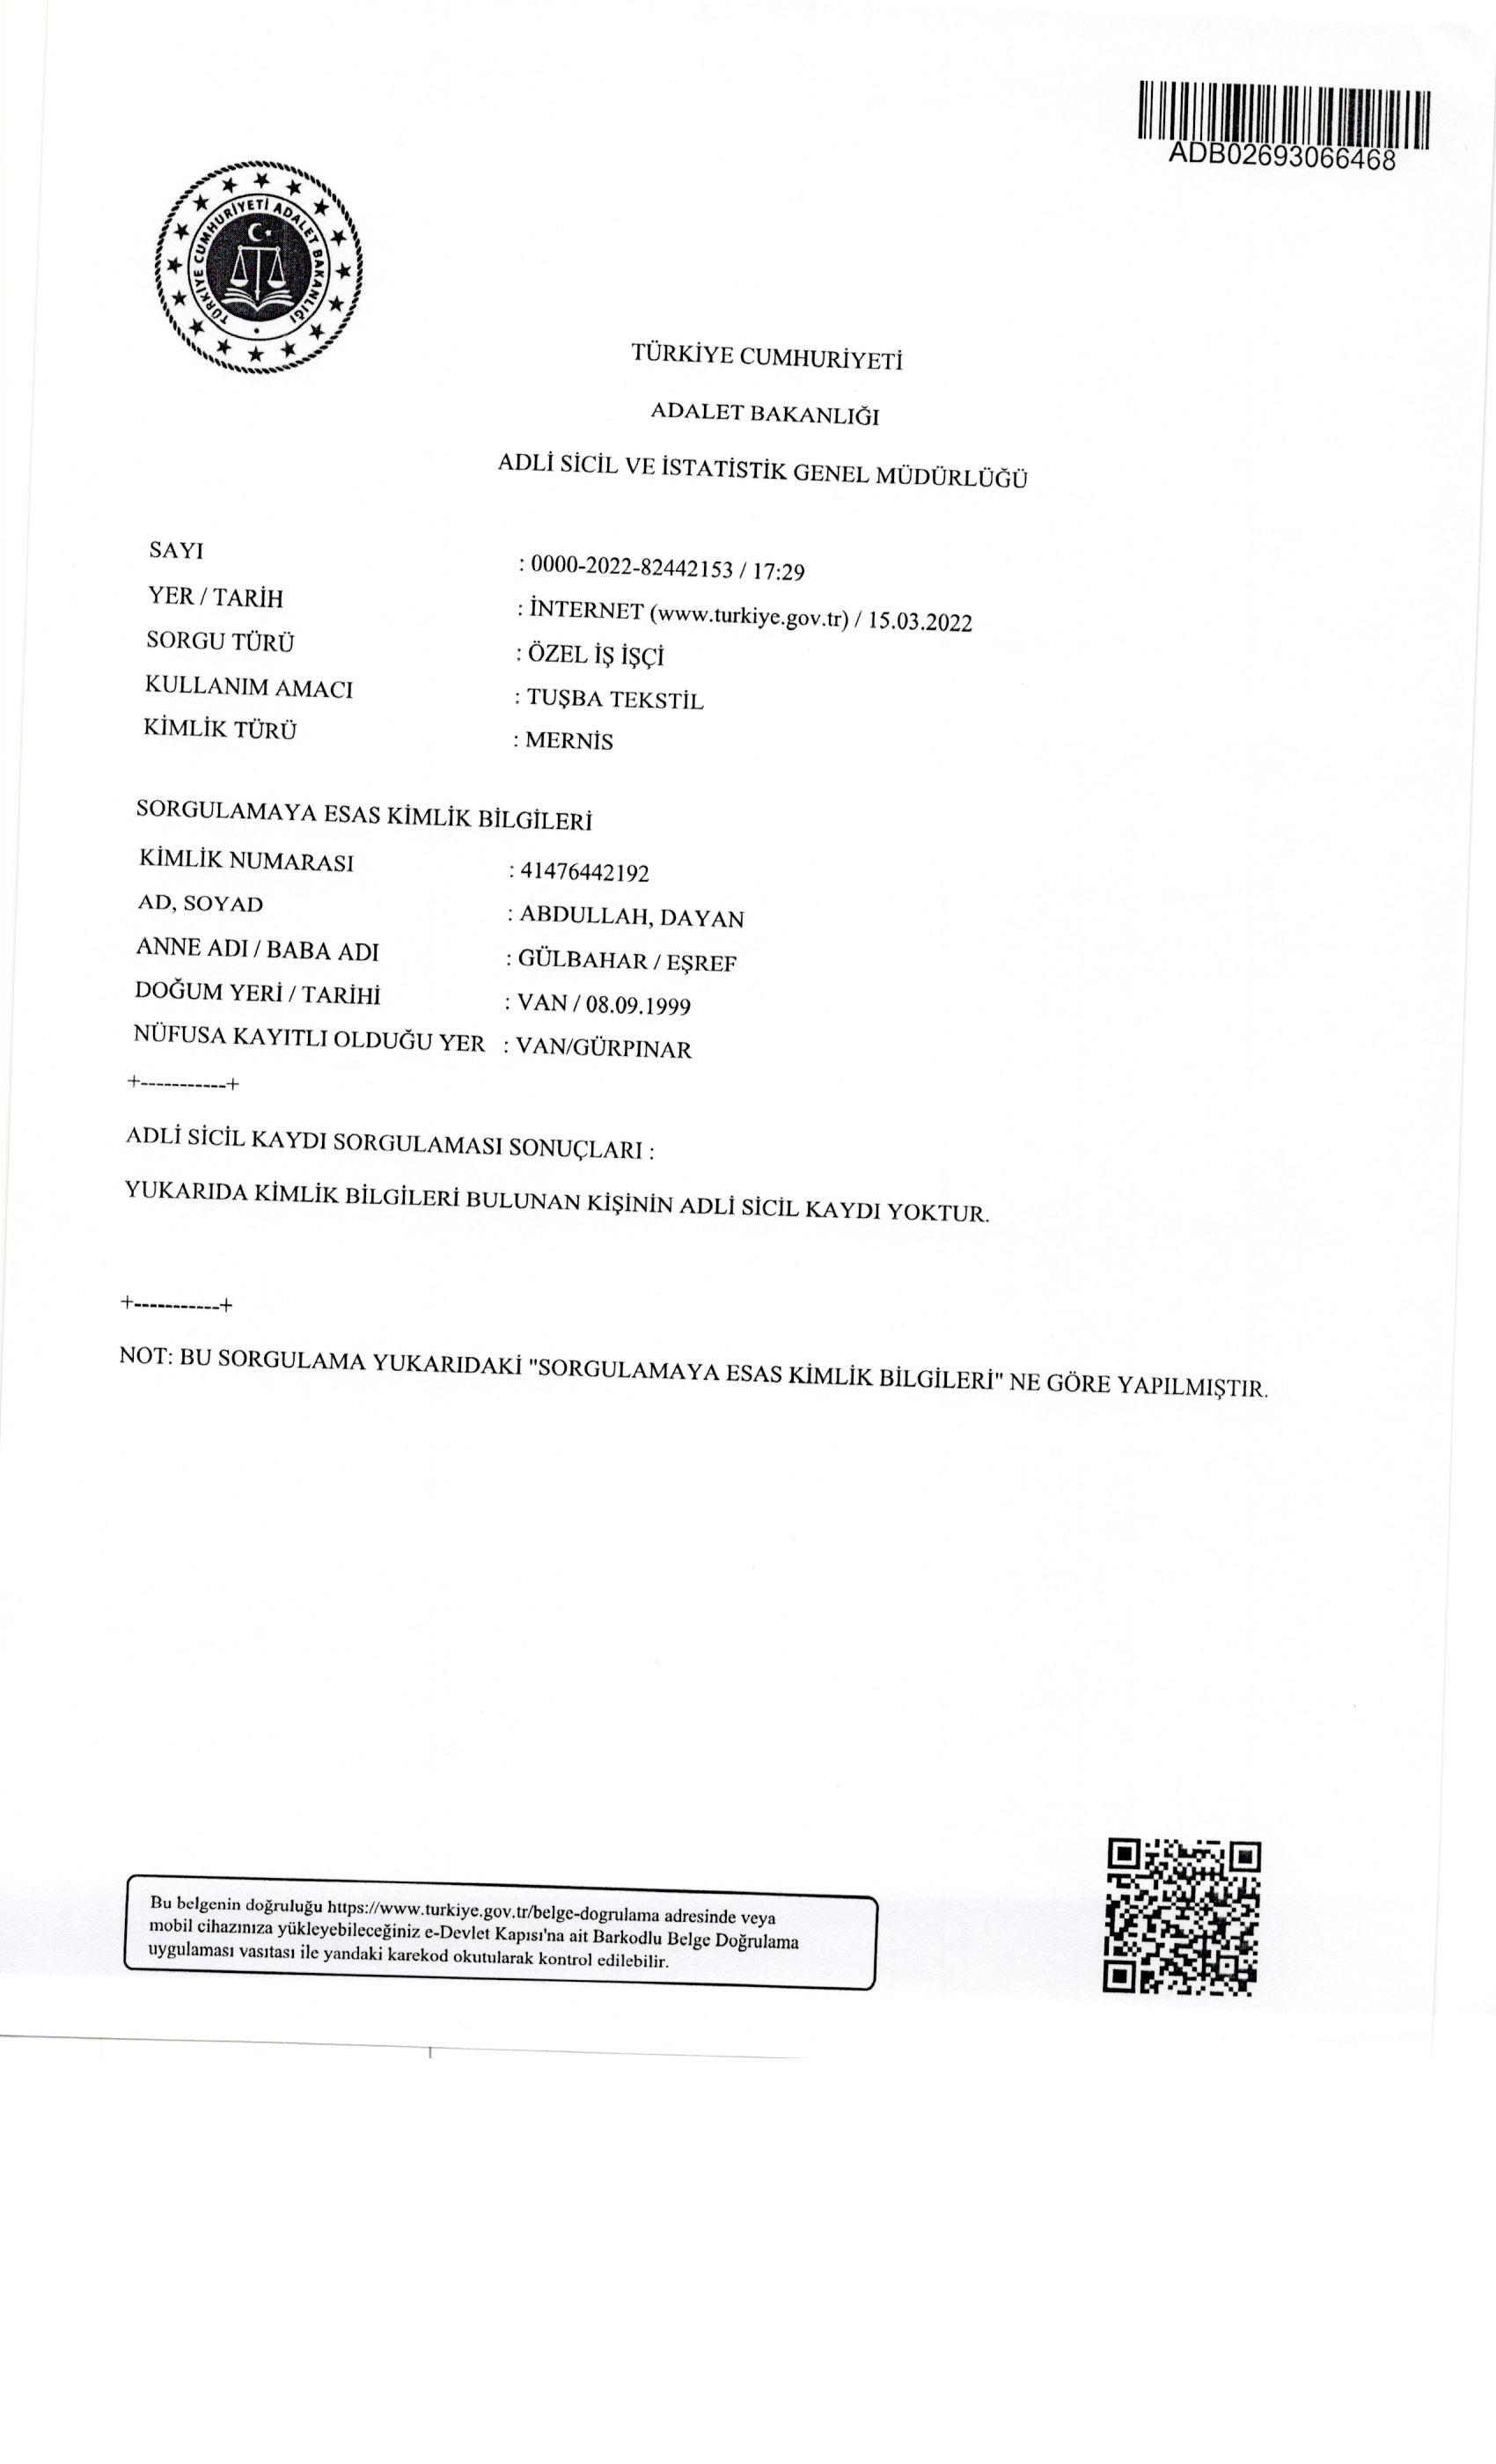 ADB02693066468
TÜRKİYE CUMHURİYETİ ADALET BAKANLIĞI
TÜRKİYE CUMHURİYETİ
ADALET BAKANLIĞI
ADLİ SİCİL VE İSTATİSTİK GENEL MÜDÜRLÜĞÜ
SAYI : 0000-2022-82442153 / 17:29
YER / TARİH : İNTERNET (www.turkiye.gov.tr) / 15.03.2022
SORGU TÜRÜ : ÖZEL İŞ İŞÇİ
KULLANIM AMACI : TUŞBA TEKSTİL
KİMLİK TÜRÜ : MERNİS
SORGULAMAYA ESAS KİMLİK BİLGİLERİ
KİMLİK NUMARASI : 41476442192
AD, SOYAD : ABDULLAH, DAYAN
ANNE ADI / BABA ADI : GÜLBAHAR / EŞREF
DOĞUM YERİ / TARİHİ : VAN / 08.09.1999
NÜFUSA KAYITLI OLDUĞU YER : VAN/GÜRPINAR
+-----------+
ADLİ SİCİL KAYDI SORGULAMASI SONUÇLARI :
YUKARIDA KİMLİK BİLGİLERİ BULUNAN KİŞİNİN ADLİ SİCİL KAYDI YOKTUR.
+-----------+
NOT: BU SORGULAMA YUKARIDAKİ "SORGULAMAYA ESAS KİMLİK BİLGİLERİ" NE GÖRE YAPILMIŞTIR.
Bu belgenin doğruluğu https://www.turkiye.gov.tr/belge-dogrulama adresinde veya
mobil cihazınıza yükleyebileceğiniz e-Devlet Kapısı'na ait Barkodlu Belge Doğrulama
uygulaması vasıtası ile yandaki karekod okutularak kontrol edilebilir.